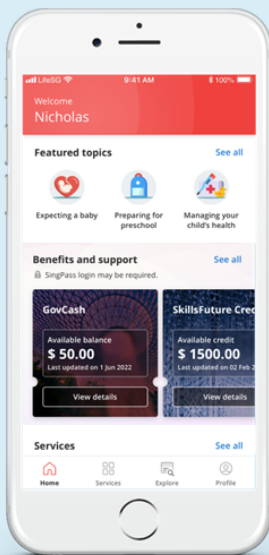 LifeSG
9:41 AM
100%
Welcome
Nicholas
Featured topics See all
Expecting a baby
Preparing for preschool
Managing your child's health
Benefits and support See all
SingPass login may be required.
GovCash
Available balance
$ 50.00
Last updated on 1 Jun 2022
View details
SkillsFuture Cred
Available credit
$ 1500.00
Last updated on 02 Feb 2
View details
Services See all
Home
Services
Explore
Profile